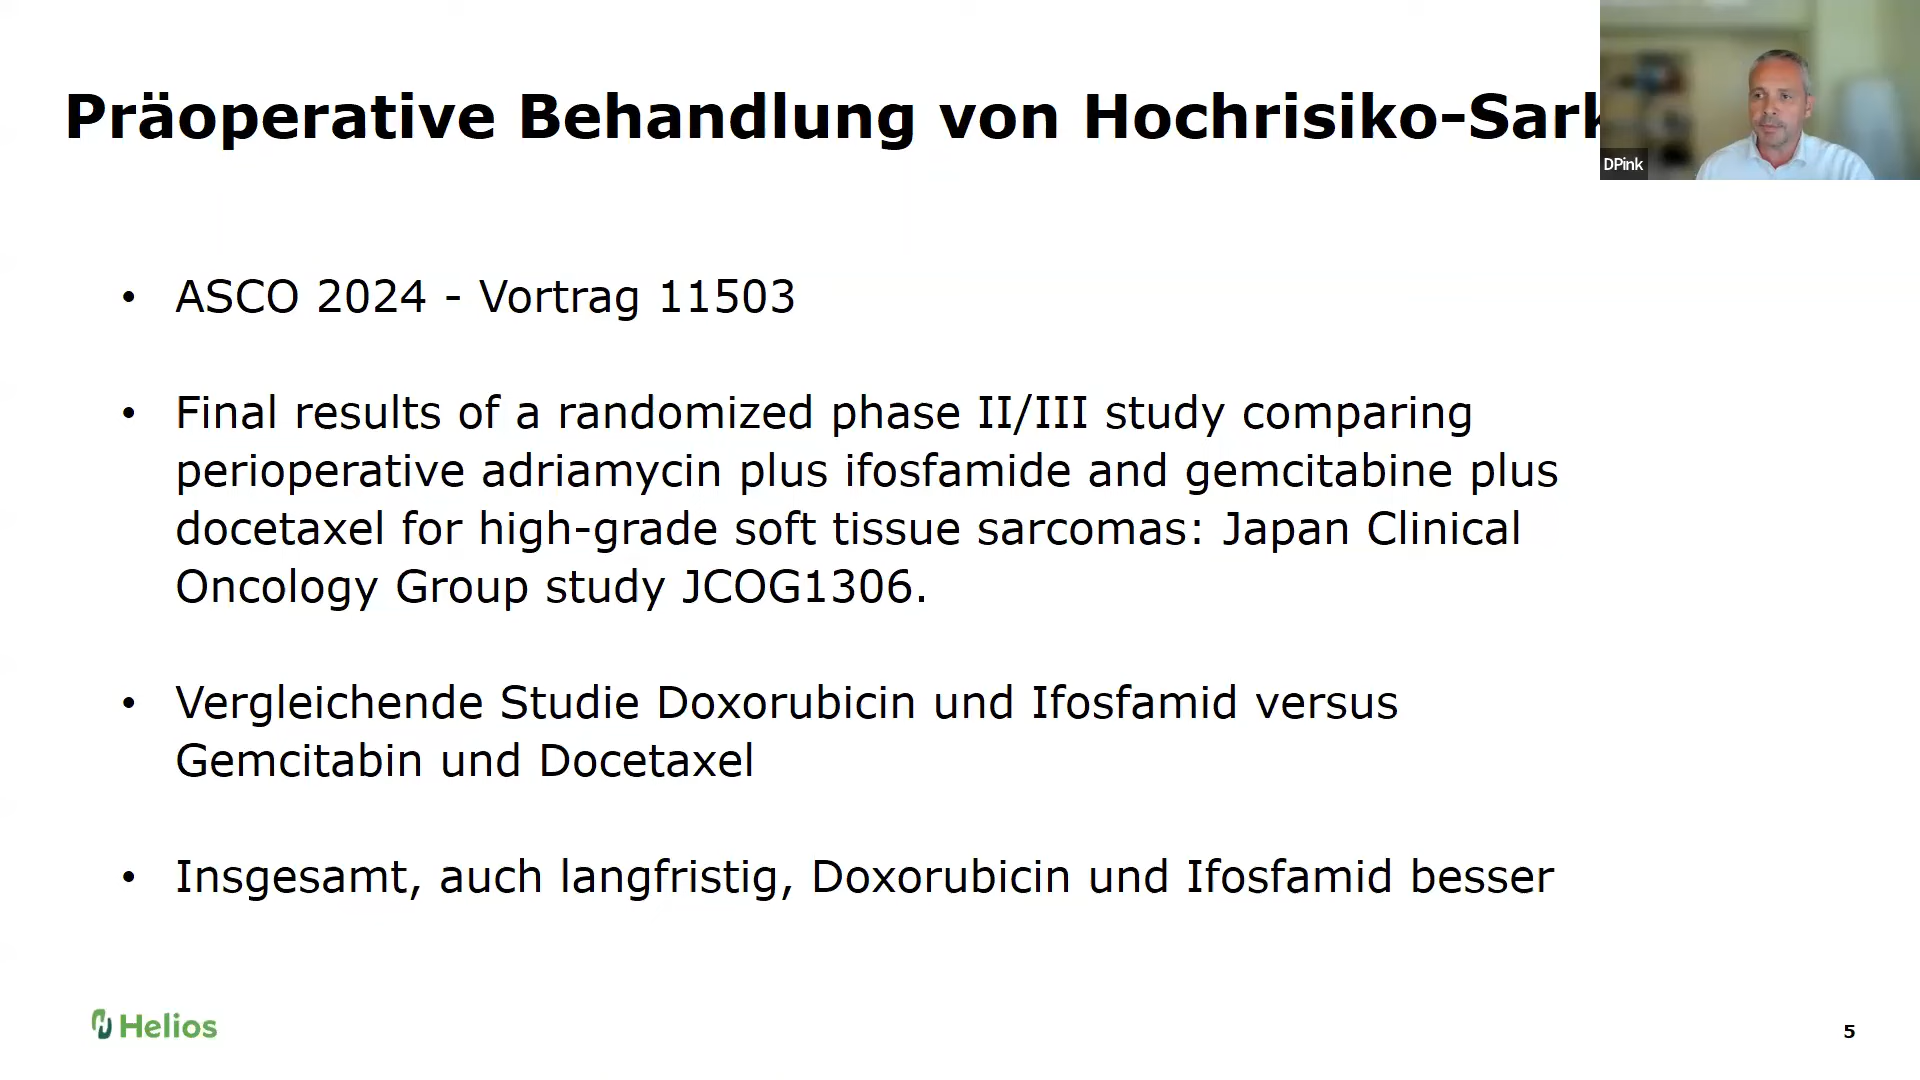 Präoperative Behandlung von Hochrisiko-Sark
DPink
• ASCO 2024 - Vortrag 11503
• Final results of a randomized phase II/III study comparing
perioperative adriamycin plus ifosfamide and gemcitabine plus
docetaxel for high-grade soft tissue sarcomas: Japan Clinical
Oncology Group study JCOG1306.
• Vergleichende Studie Doxorubicin und Ifosfamid versus
Gemcitabin und Docetaxel
• Insgesamt, auch langfristig, Doxorubicin und Ifosfamid besser
Helios
5